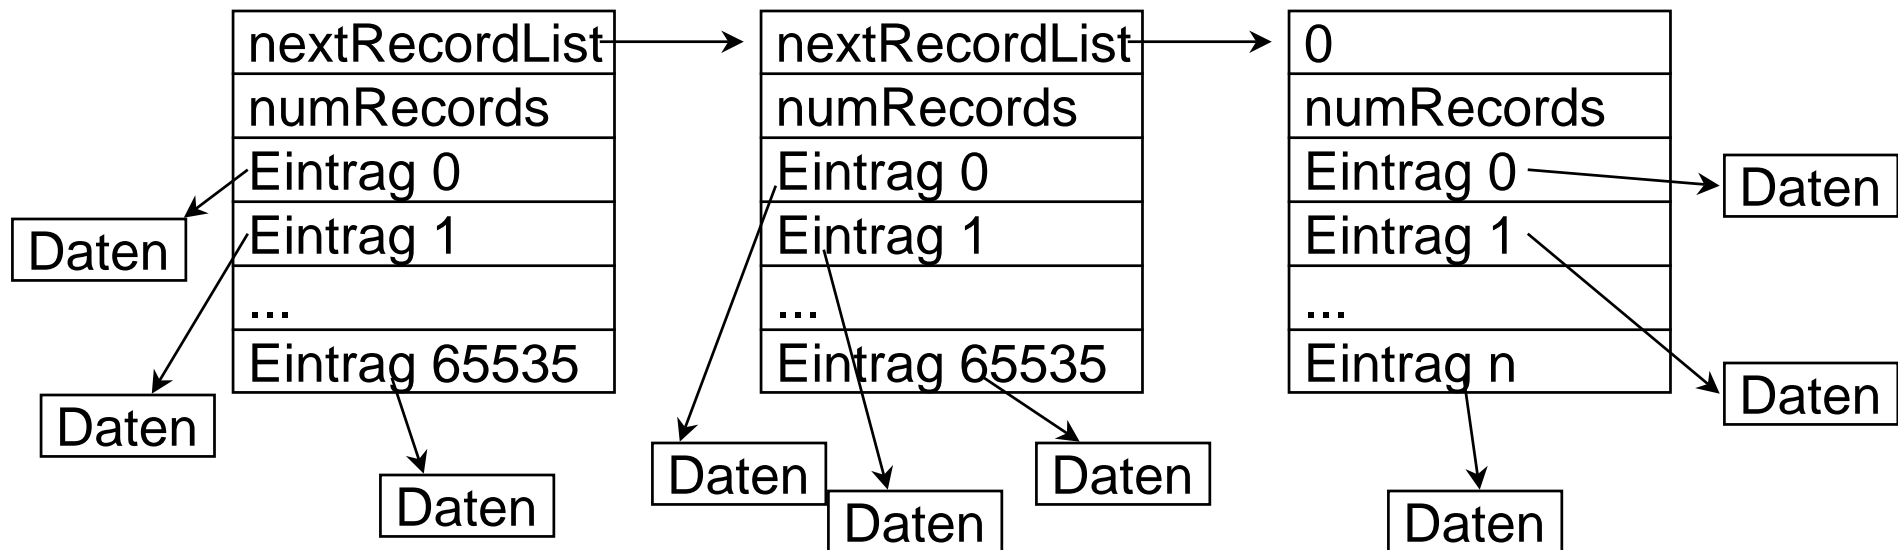 nextRecordList
numRecords
Eintrag 0
Eintrag 1
...
Eintrag 65535
Daten
Daten
Daten
nextRecordList
numRecords
Eintrag 0
Eintrag 1
...
Eintrag 65535
Daten
Daten
Daten
0
numRecords
Eintrag 0
Eintrag 1
...
Eintrag n
Daten
Daten
Daten